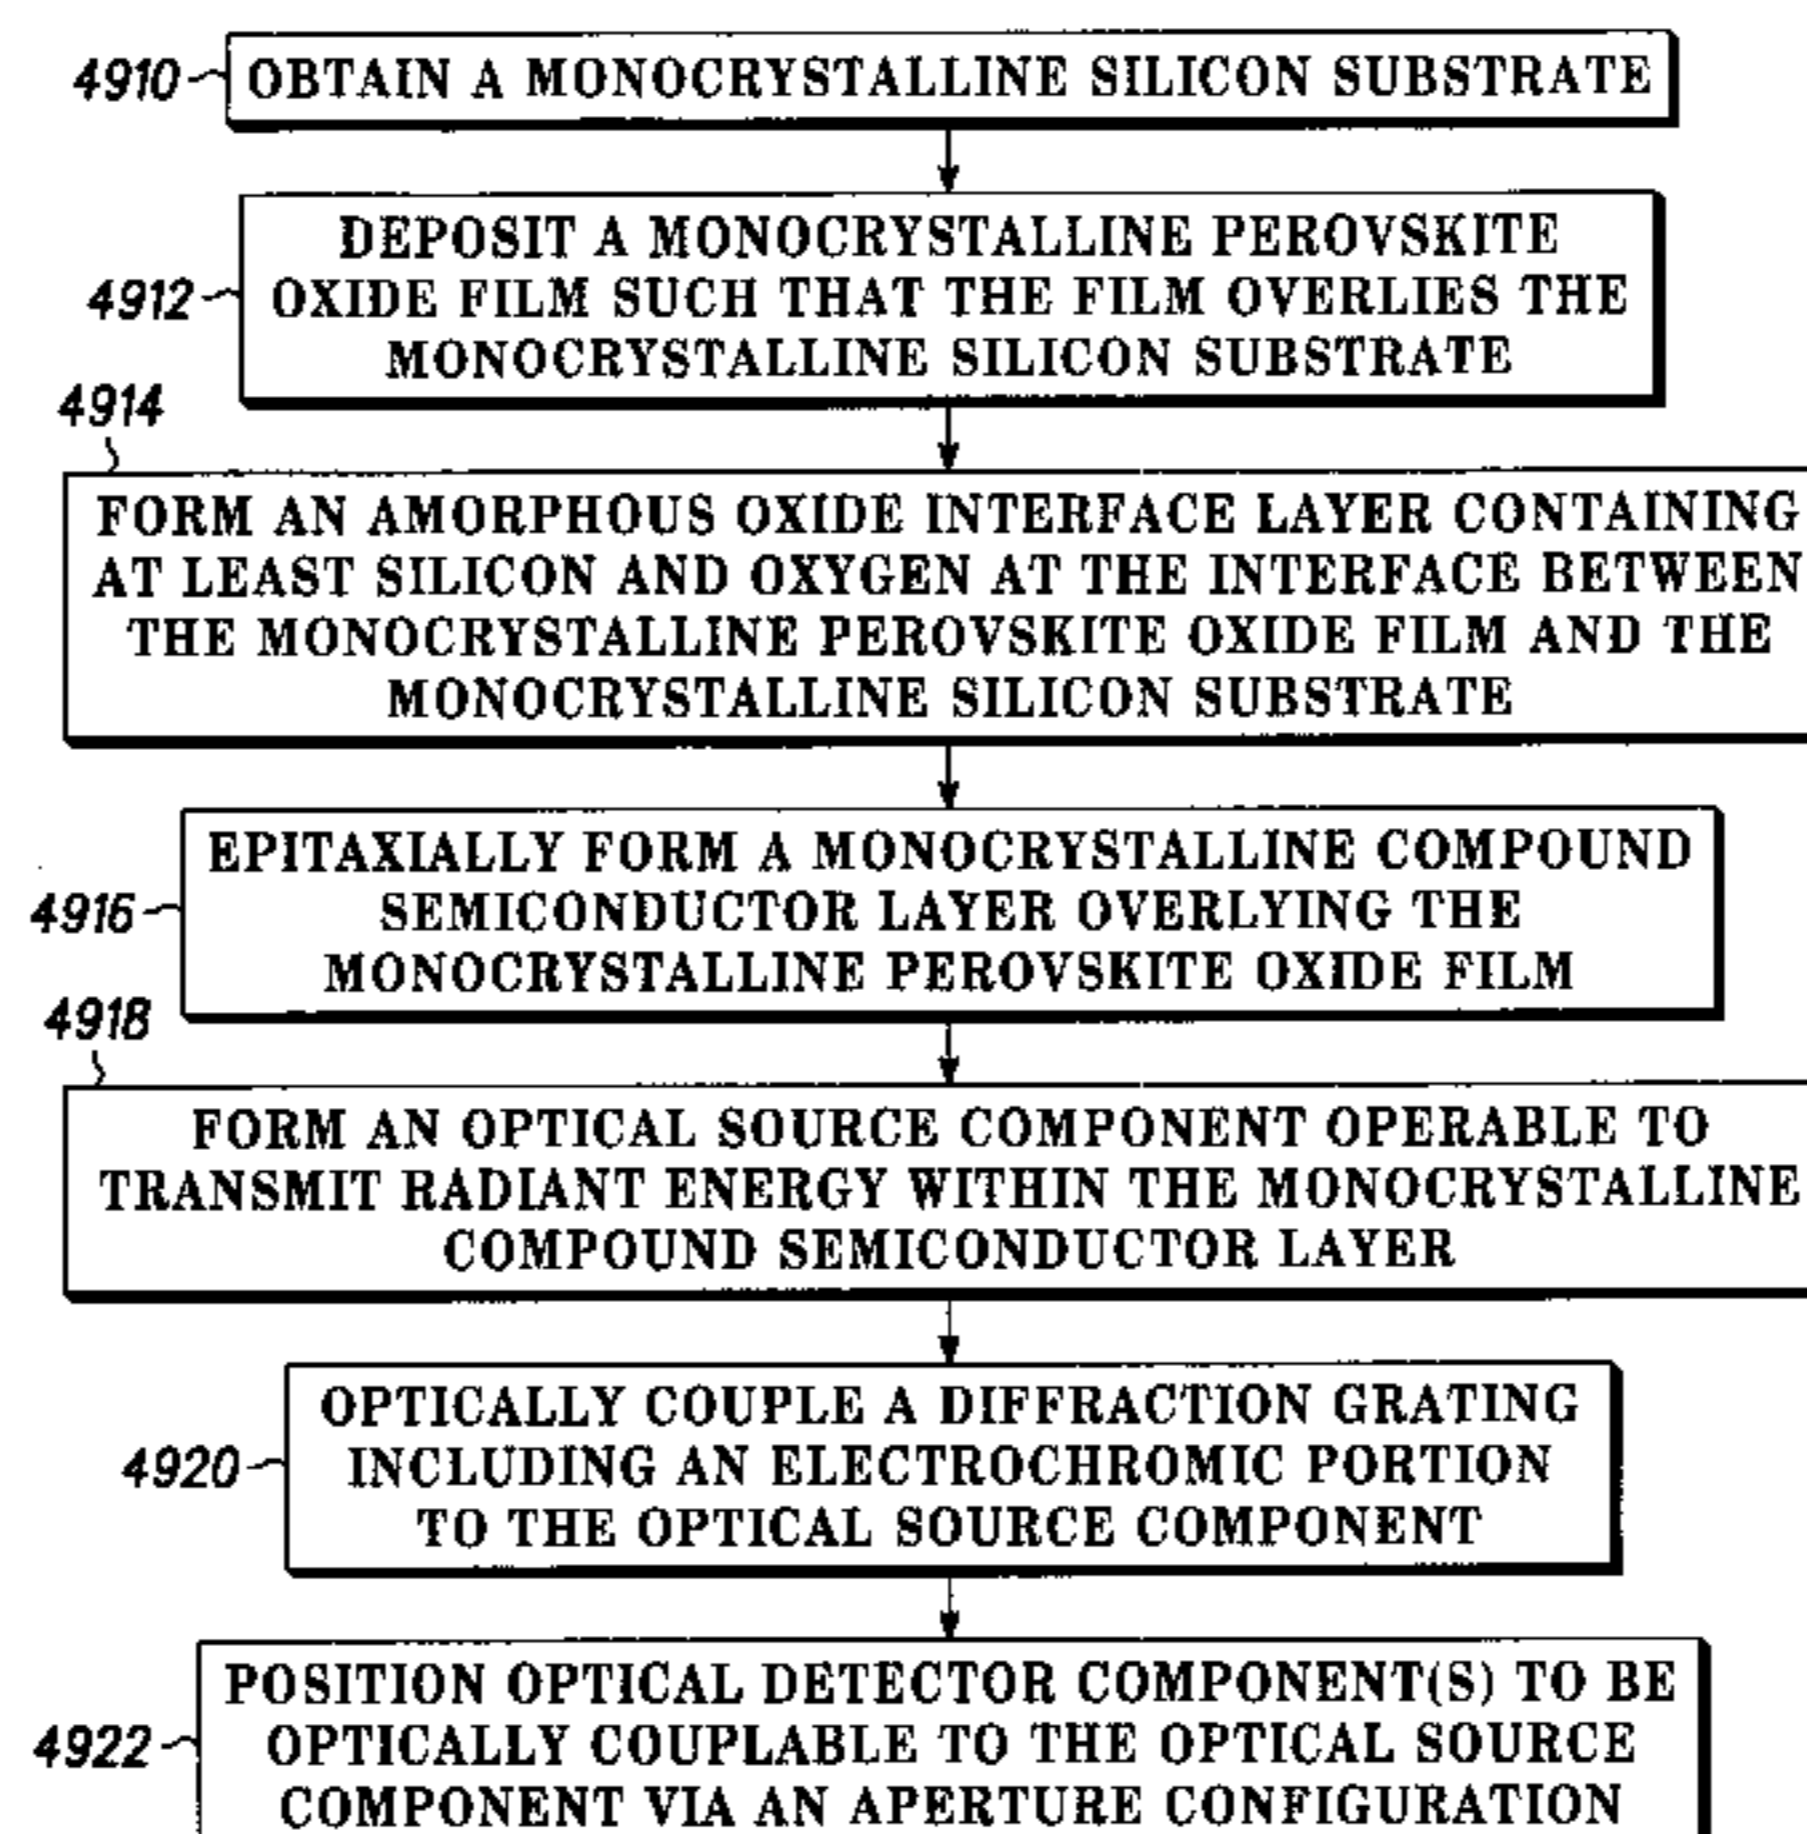 4910
OBTAIN A MONOCRYSTALLINE SILICON SUBSTRATE
4912
DEPOSIT A MONOCRYSTALLINE PEROVSKITE
OXIDE FILM SUCH THAT THE FILM OVERLIES THE
MONOCRYSTALLINE SILICON SUBSTRATE
4914
FORM AN AMORPHOUS OXIDE INTERFACE LAYER CONTAINING
AT LEAST SILICON AND OXYGEN AT THE INTERFACE BETWEEN
THE MONOCRYSTALLINE PEROVSKITE OXIDE FILM AND THE
MONOCRYSTALLINE SILICON SUBSTRATE
4916
EPITAXIALLY FORM A MONOCRYSTALLINE COMPOUND
SEMICONDUCTOR LAYER OVERLYING THE
MONOCRYSTALLINE PEROVSKITE OXIDE FILM
4918
FORM AN OPTICAL SOURCE COMPONENT OPERABLE TO
TRANSMIT RADIANT ENERGY WITHIN THE MONOCRYSTALLINE
COMPOUND SEMICONDUCTOR LAYER
4920
OPTICALLY COUPLE A DIFFRACTION GRATING
INCLUDING AN ELECTROCHROMIC PORTION
TO THE OPTICAL SOURCE COMPONENT
4922
POSITION OPTICAL DETECTOR COMPONENT(S) TO BE
OPTICALLY COUPLABLE TO THE OPTICAL SOURCE
COMPONENT VIA AN APERTURE CONFIGURATION